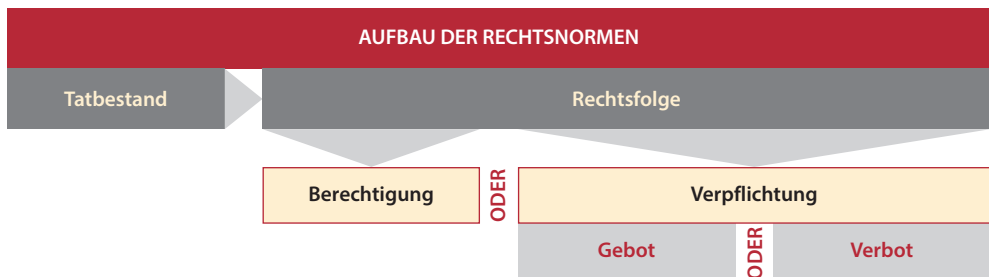 AUFBAU DER RECHTSNORMEN
Tatbestand
Rechtsfolge
Berechtigung
ODER
Verpflichtung
Gebot
ODER
Verbot